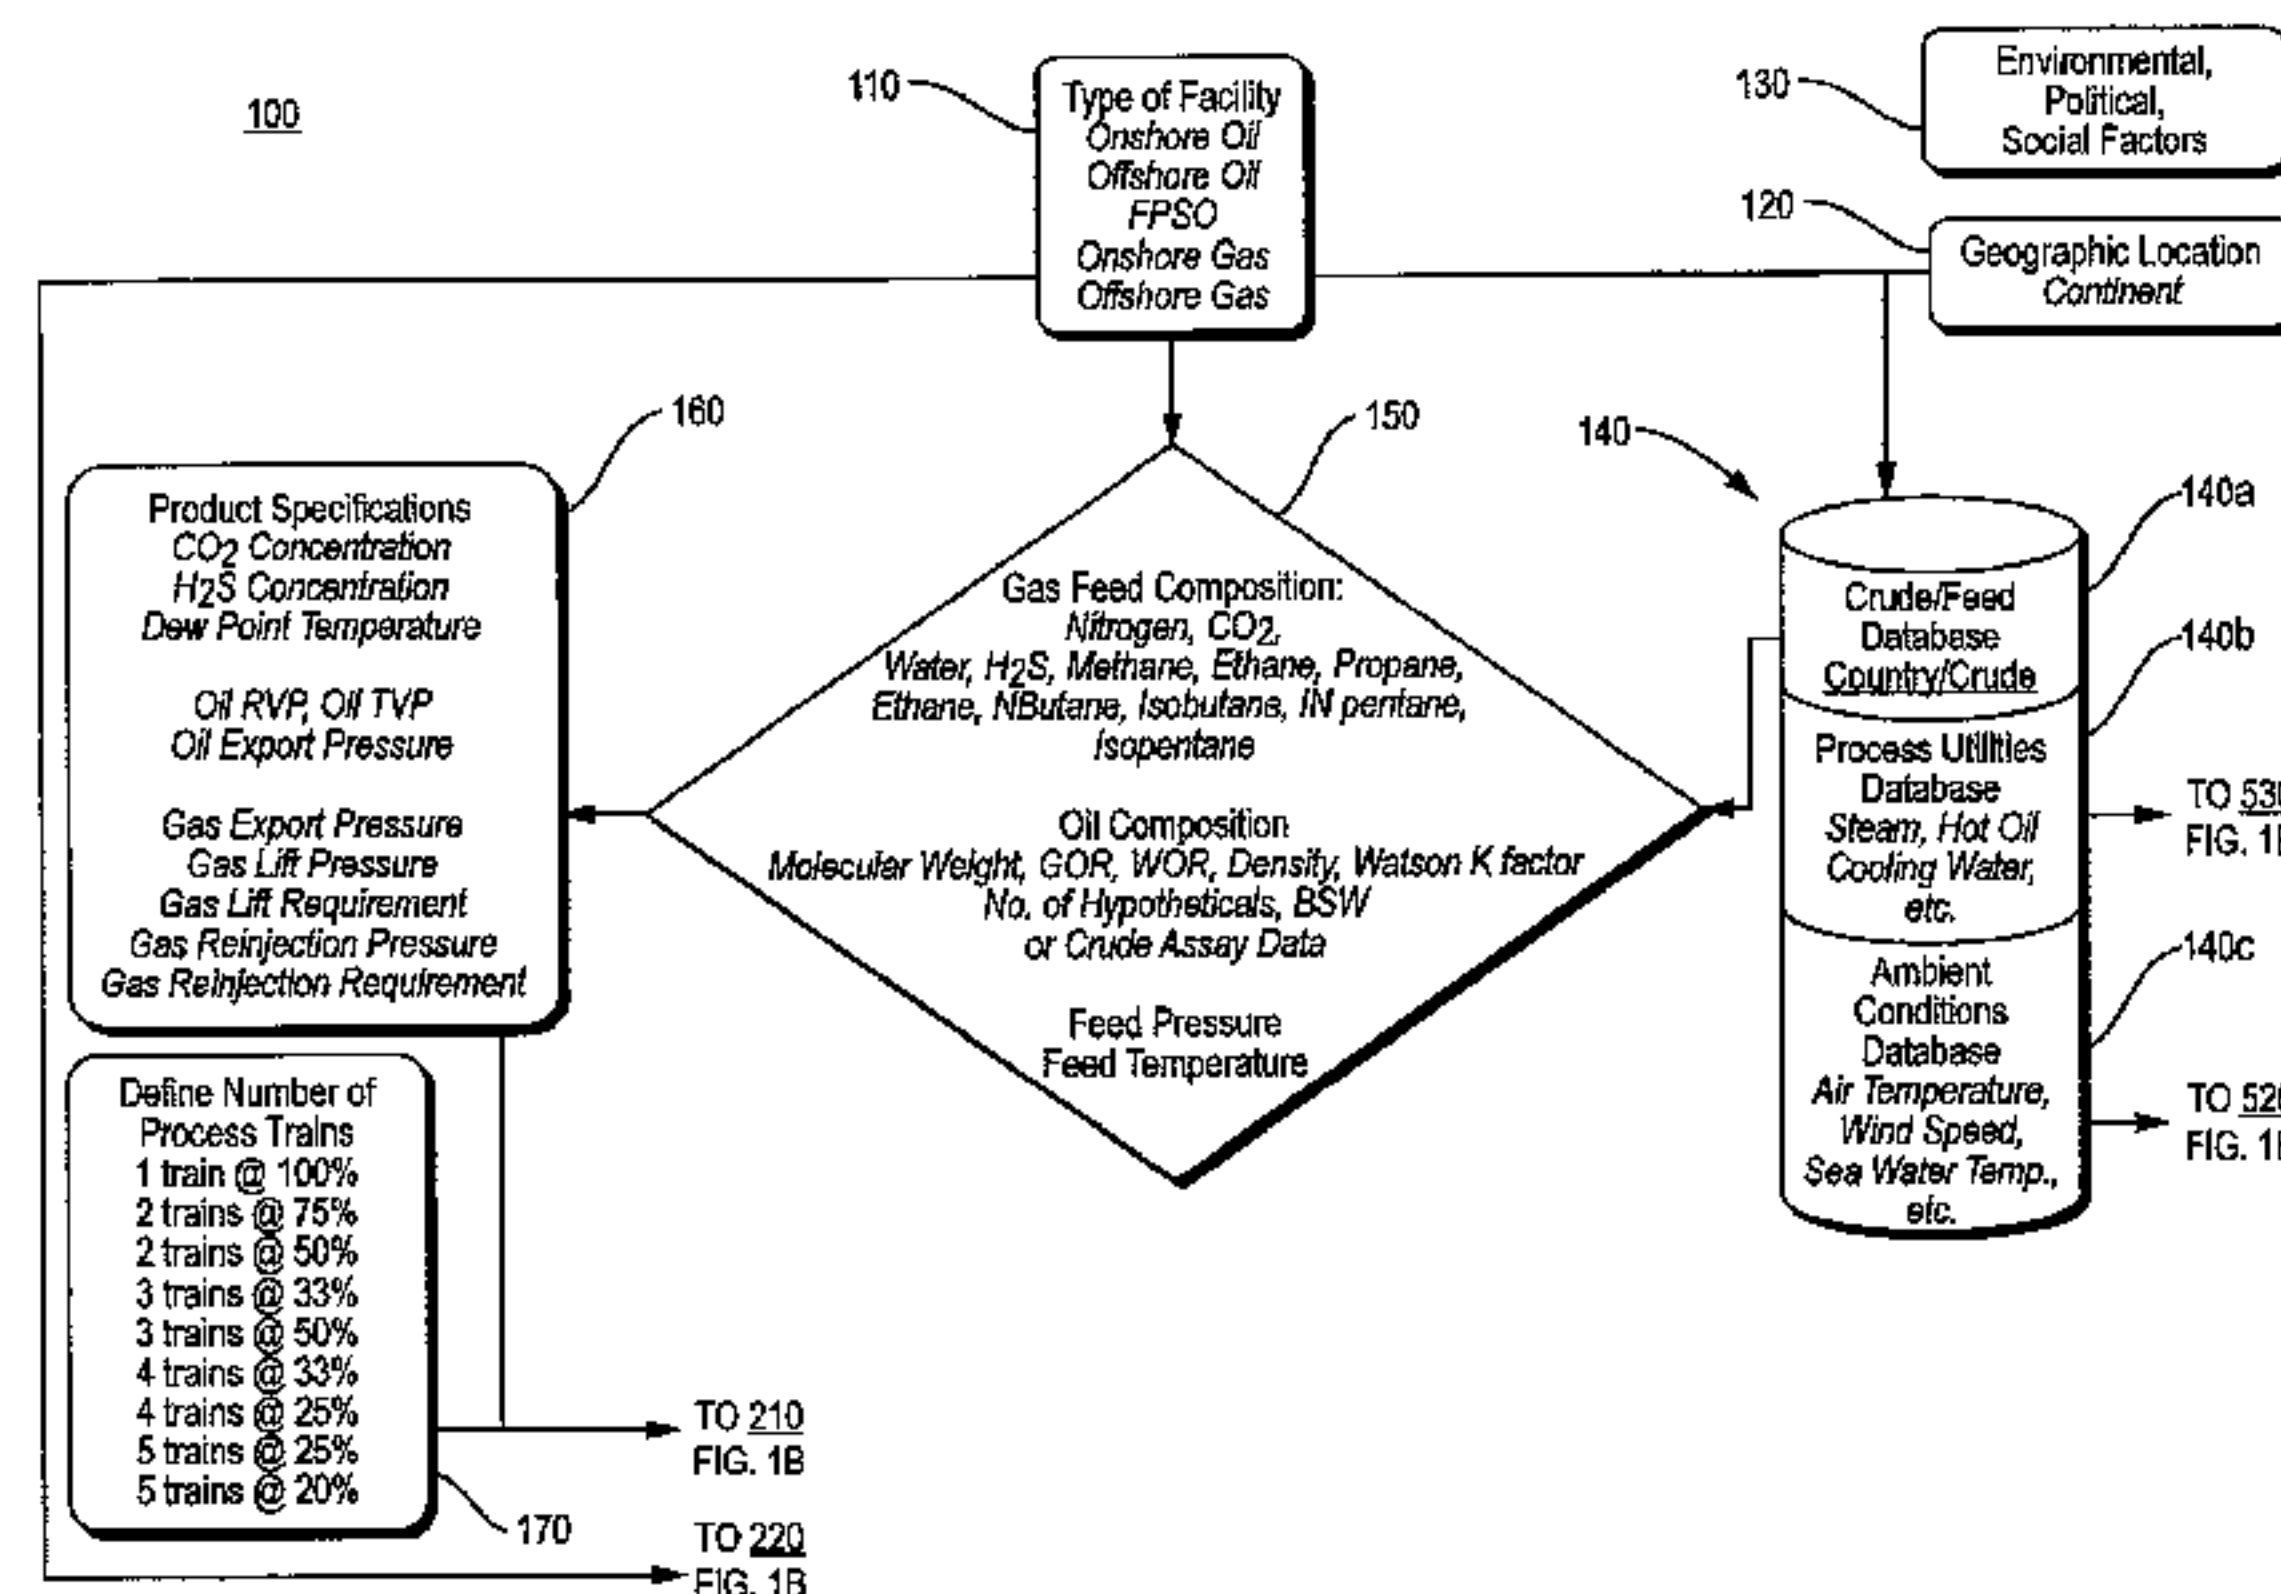 100
110
Type of Facility
Onshore Oil
Offshore Oil
FPSO
Onshore Gas
Offshore Gas
130
Environmental,
Political,
Social Factors
120
Geographic Location
Continent
160
Product Specifications
CO2 Concentration
H2S Concentration
Dew Point Temperature
Oil RVP, Oil TVP
Oil Export Pressure
Gas Export Pressure
Gas Lift Pressure
Gas Lift Requirement
Gas Reinjection Pressure
Gas Reinjection Requirement
150
Gas Feed Composition:
Nitrogen, CO2,
Water, H2S, Methane, Ethane, Propane,
Ethane, NButane, Isobutane, IN pentane,
Isopentane
Oil Composition
Molecular Weight, GOR, WOR, Density, Watson K factor
No. of Hypotheticals, BSW
or Crude Assay Data
Feed Pressure
Feed Temperature
140
140a
Crude/Feed
Database
Country/Crude
140b
Process Utilities
Database
Steam, Hot Oil
Cooling Water,
etc.
TO 530
FIG. 1
140c
Ambient
Conditions
Database
Air Temperature,
Wind Speed,
Sea Water Temp.,
etc.
TO 520
FIG. 1
Define Number of
Process Trains
1 train @ 100%
2 trains @ 75%
2 trains @ 50%
3 trains @ 33%
3 trains @ 50%
4 trains @ 33%
4 trains @ 25%
5 trains @ 25%
5 trains @ 20%
170
TO 210
FIG. 1B
TO 220
FIG. 1B